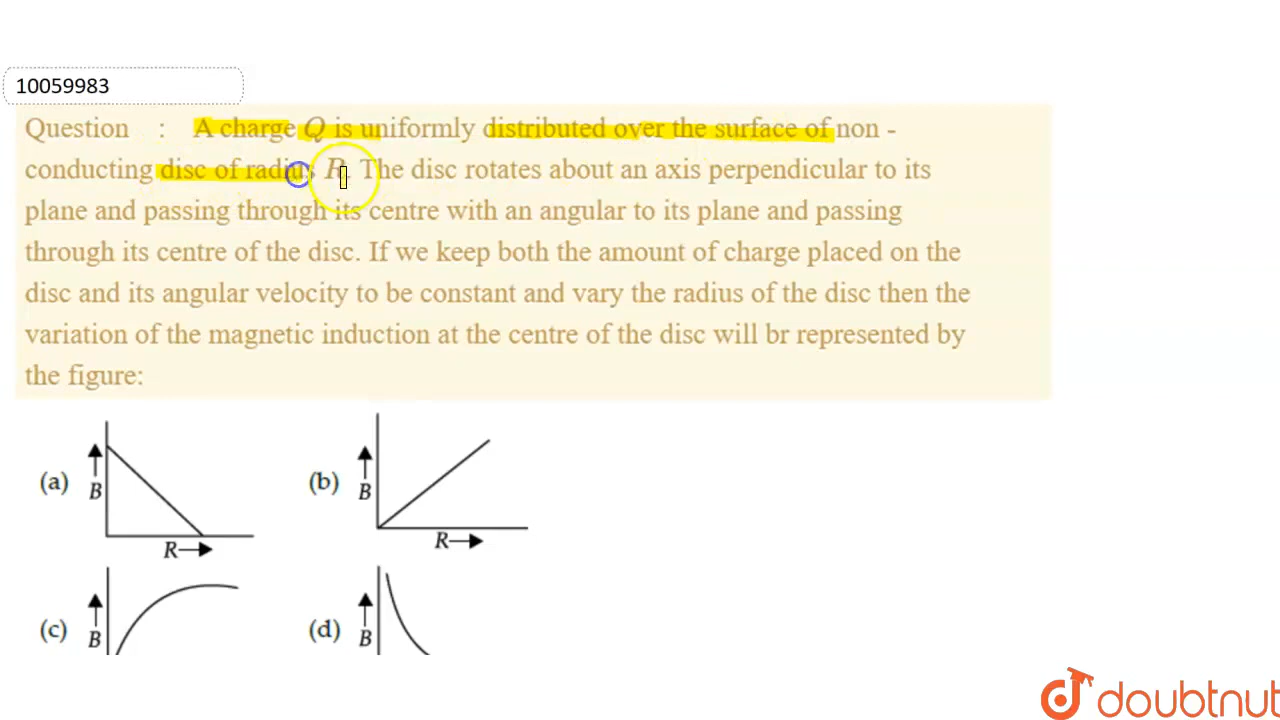 10059983
Question : A charge Q is uniformly distributed over the surface of non -
conducting disc of radius R. The disc rotates about an axis perpendicular to its
plane and passing through its centre with an angular to its plane and passing
through its centre of the disc. If we keep both the amount of charge placed on the
disc and its angular velocity to be constant and vary the radius of the disc then the
variation of the magnetic induction at the centre of the disc will br represented by
the figure:
(a) B R
(b) B R
(c) B
(d) B
doubtnut